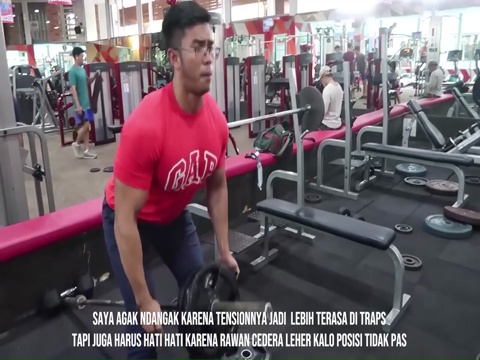 GAP
SAYA AGAK NDANGAK KARENA TENSIONNYA JADI LEBIH TERASA DI TRAPS
TAPI JUGA HARUS HATI HATI KARENA RAWAN CEDERA LEHER KALO POSISI TIDAK PAS